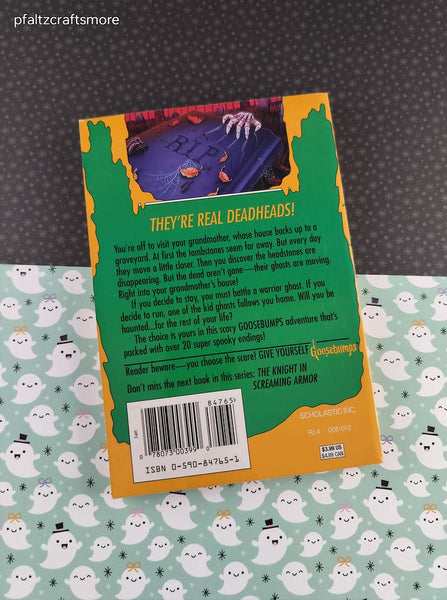 pfaltzcraftsmore
R.I.P.
THEY'RE REAL DEADHEADS!
You're off to visit your grandmother, whose house backs up to a
graveyard. At first the tombstones seem far away. But every day
they move a little closer. Then you discover the headstones are
disappearing. But the dead aren't gone—their ghosts are moving.
Right into your grandmother's house!
If you decide to stay, you must battle a warrior ghost. If you
decide to run, one of the kid ghosts follows you home. Will you be
haunted...for the rest of your life?
The choice is yours in this scary GOOSEBUMPS adventure that's
packed with over 20 super spooky endings!
Reader beware—you choose the scare! GIVE YOURSELF Goosebumps
Don't miss the next book in this series: THE KNIGHT IN
SCREAMING ARMOR
84765
0 78073 00399
ISBN 0-590-84765-1
SCHOLASTIC INC.
RL4 009-012
$3.99 US
$4.99 CAN